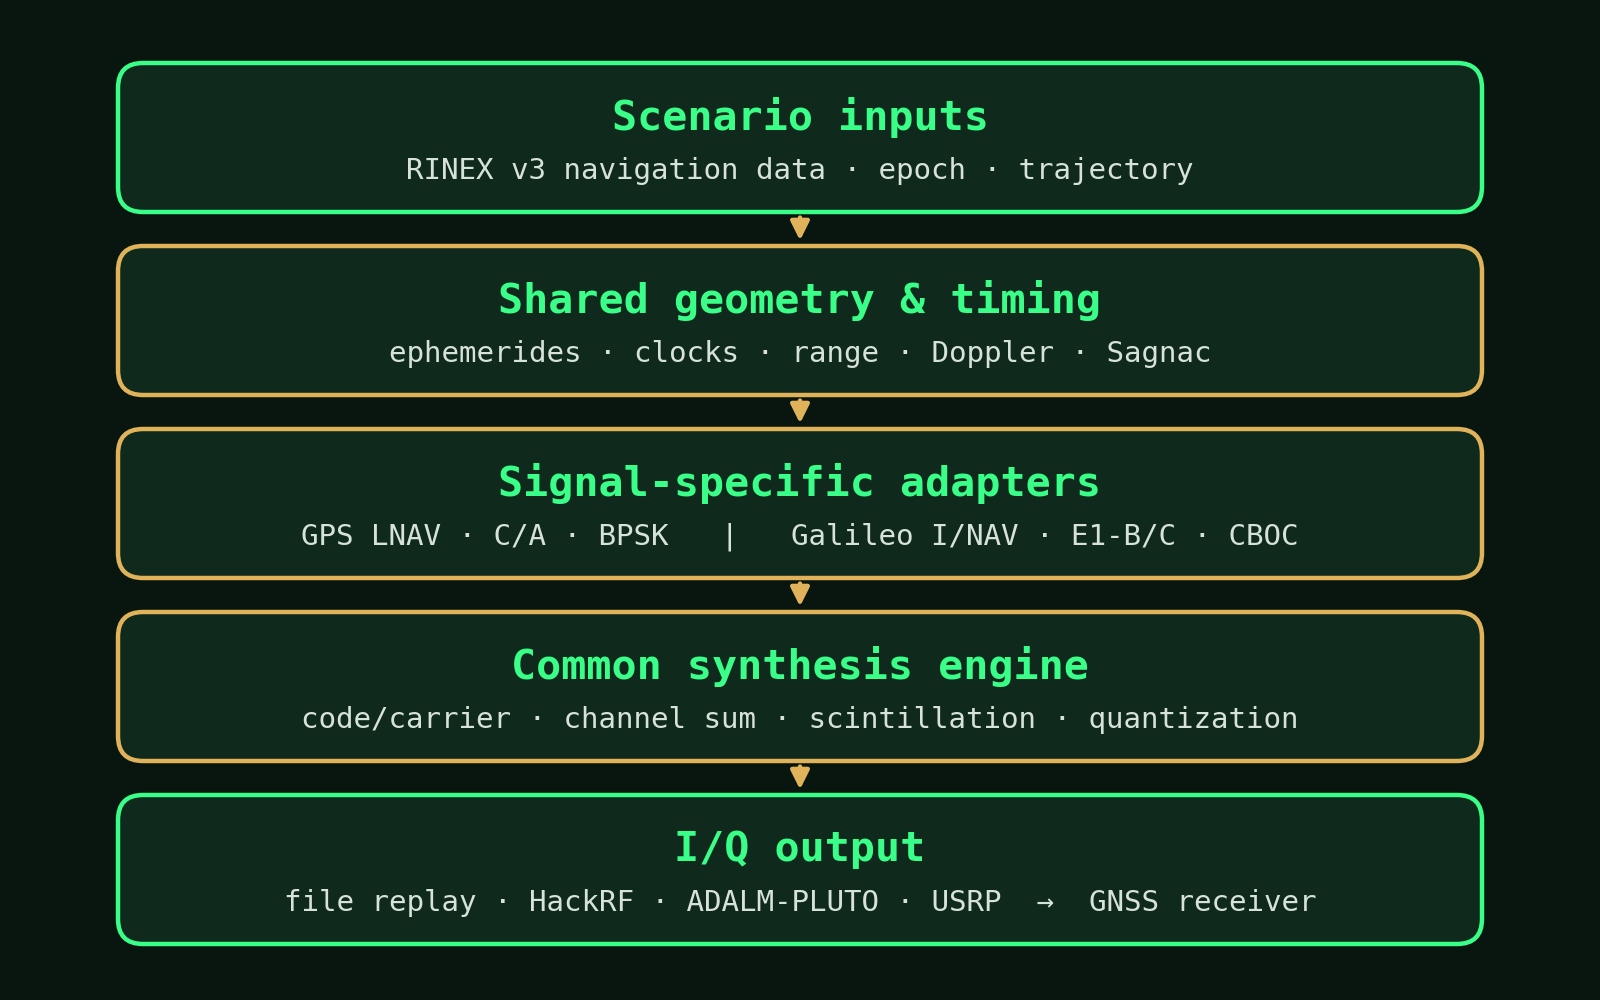 Scenario inputs
RINEX v3 navigation data · epoch · trajectory
Shared geometry & timing
ephemerides · clocks · range · Doppler · Sagnac
Signal-specific adapters
GPS LNAV · C/A · BPSK | Galileo I/NAV · E1-B/C · CBOC
Common synthesis engine
code/carrier · channel sum · scintillation · quantization
I/Q output
file replay · HackRF · ADALM-PLUTO · USRP → GNSS receiver